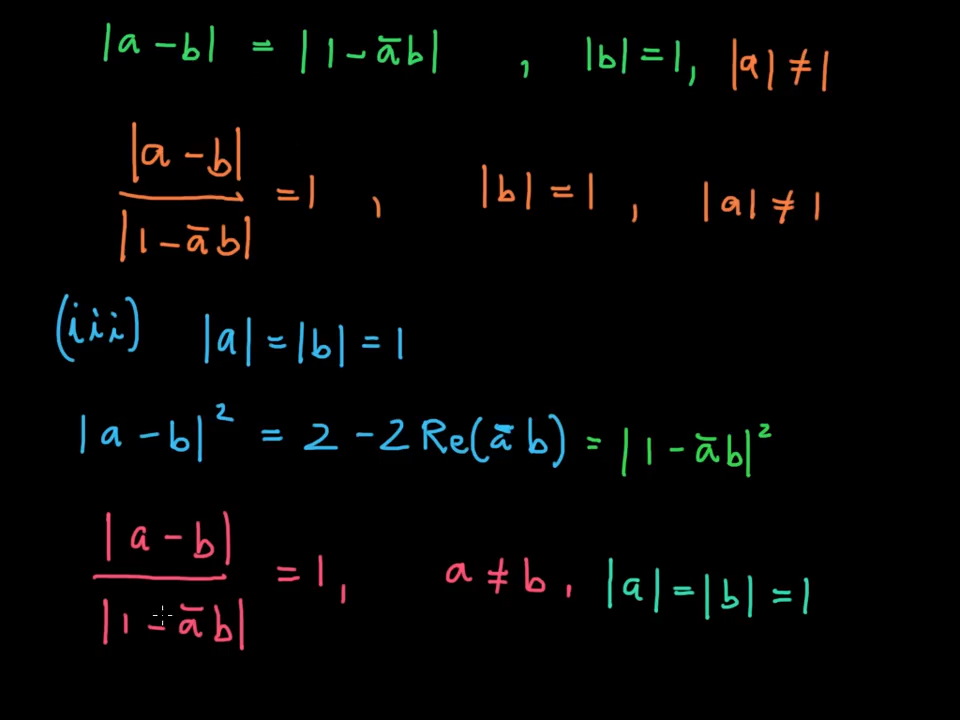 |a - b| = |1 - āb| , |b| = 1, |a| ≠ 1
|a - b| / |1 - āb| = 1 , |b| = 1 , |a| ≠ 1
(iii) |a| = |b| = 1
|a - b|² = 2 - 2 Re(ā b) = |1 - āb|²
|a - b| / |1 - āb| = 1, a ≠ b, |a| = |b| = 1